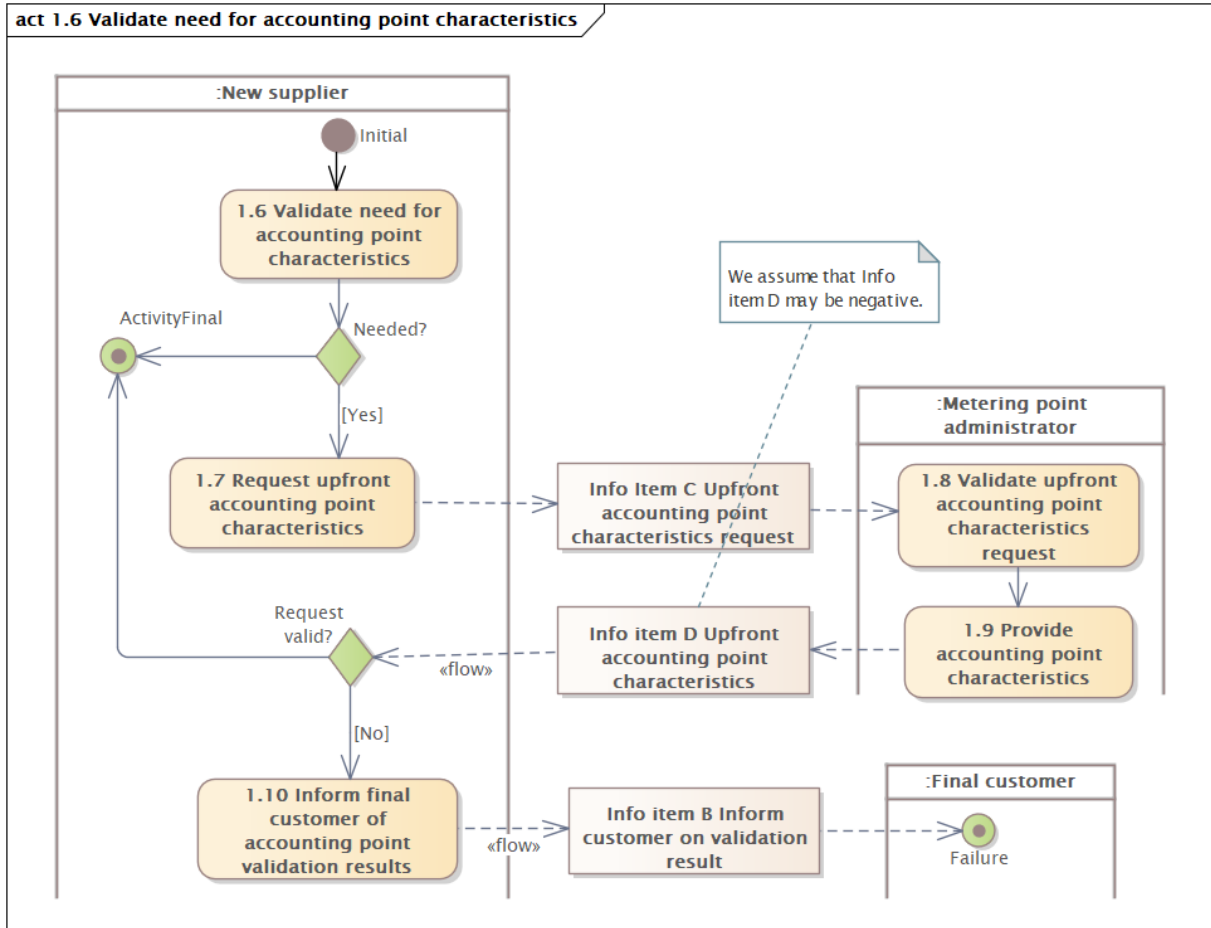 act 1.6 Validate need for accounting point characteristics
:New supplier
Initial
1.6 Validate need for
accounting point
characteristics
We assume that Info
item D may be negative.
ActivityFinal
Needed?
[Yes]
:Metering point
administrator
1.7 Request upfront
accounting point
characteristics
Info Item C Upfront
accounting point
characteristics request
1.8 Validate upfront
accounting point
characteristics
request
Request
valid?
«flow»
Info item D Upfront
accounting point
characteristics
1.9 Provide
accounting point
characteristics
[No]
1.10 Inform final
customer of
accounting point
validation results
«flow»
Info item B Inform
customer on validation
result
:Final customer
Failure